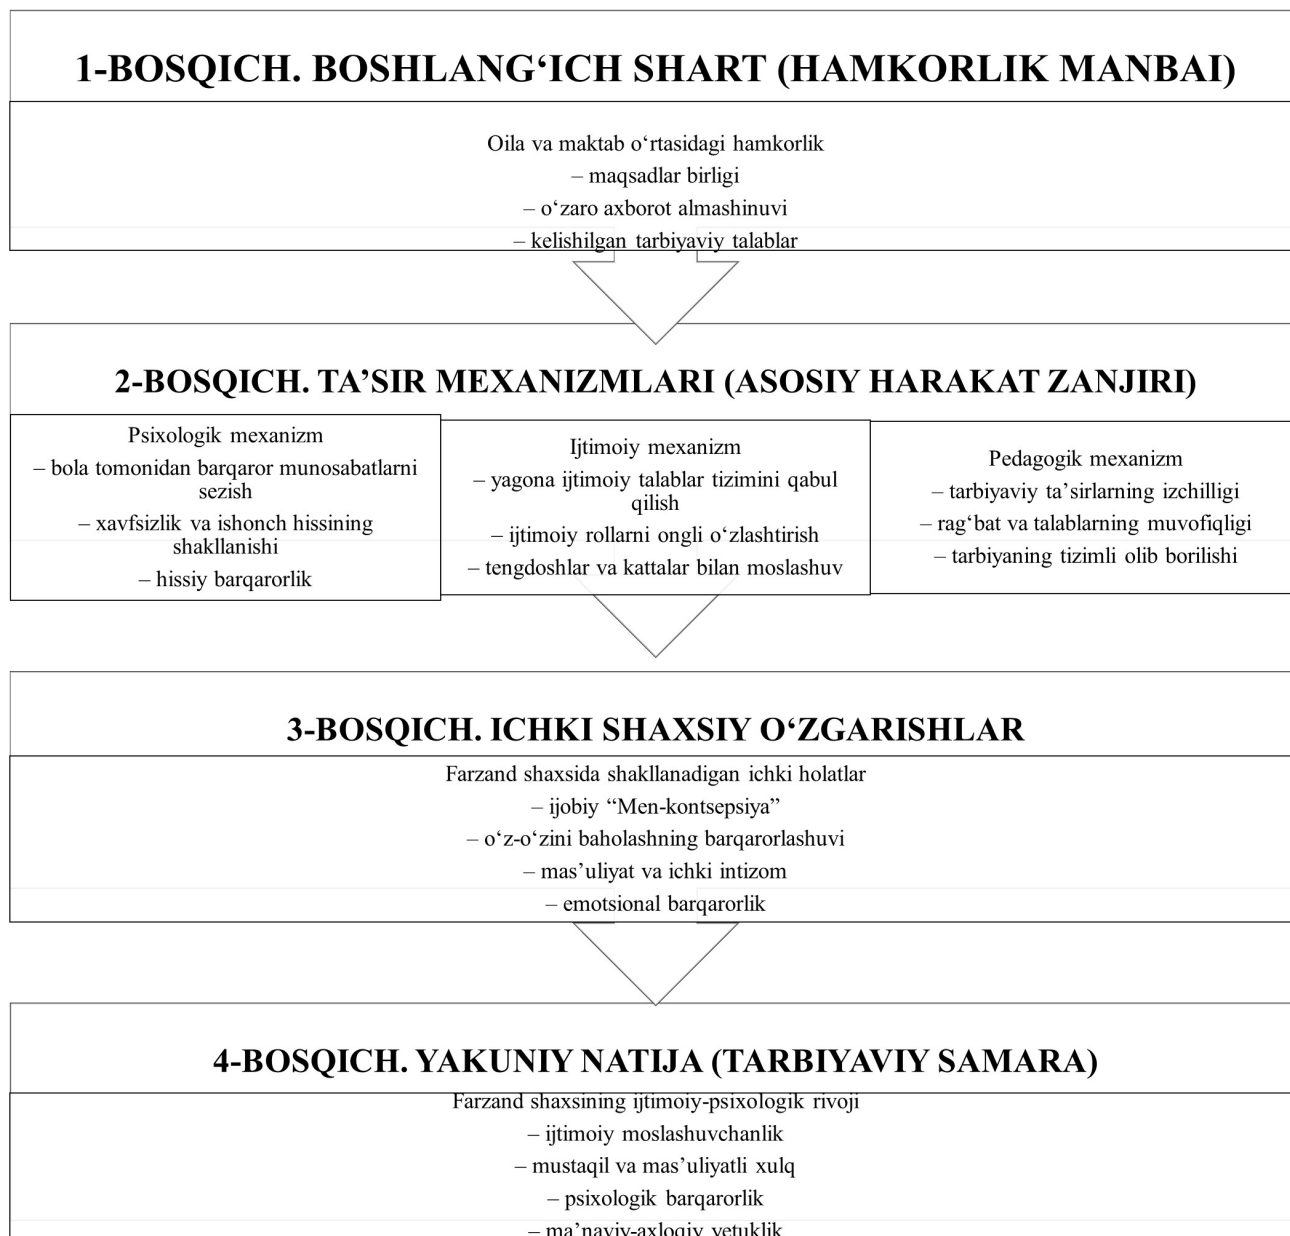 1-BOSQICH. BOSHLANG‘ICH SHART (HAMKORLIK MANBAI)
Oila va maktab o‘rtasidagi hamkorlik
– maqsadlar birligi
– o‘zaro axborot almashinuvi
– kelishilgan tarbiyaviy talablar
2-BOSQICH. TA’SIR MEXANIZMLARI (ASOSIY HARAKAT ZANJIRI)
Psixologik mexanizm
– bola tomonidan barqaror munosabatlarni
sezish
– xavfsizlik va ishonch hissining
shakllanishi
– hissiy barqarorlik
Ijtimoiy mexanizm
– yagona ijtimoiy talablar tizimini qabul
qilish
– ijtimoiy rollarni ongli o‘zlashtirish
– tengdoshlar va kattalar bilan moslashuv
Pedagogik mexanizm
– tarbiyaviy ta’sirlarning izchilligi
– rag‘bat va talablarning muvofiqligi
– tarbiyaning tizimli olib borilishi
3-BOSQICH. ICHKI SHAXSIY O‘ZGARISHLAR
Farzand shaxsida shakllanadigan ichki holatlar
– ijobiy “Men-kontsepsiya”
– o‘z-o‘zini baholashning barqarorlashuvi
– mas’uliyat va ichki intizom
– emotsional barqarorlik
4-BOSQICH. YAKUNIY NATIJA (TARBIYAVIY SAMARA)
Farzand shaxsining ijtimoiy-psixologik rivoji
– ijtimoiy moslashuvchanlik
– mustaqil va mas’uliyatli xulq
– psixologik barqarorlik
– ma’naviy-axloqiy yetuklik